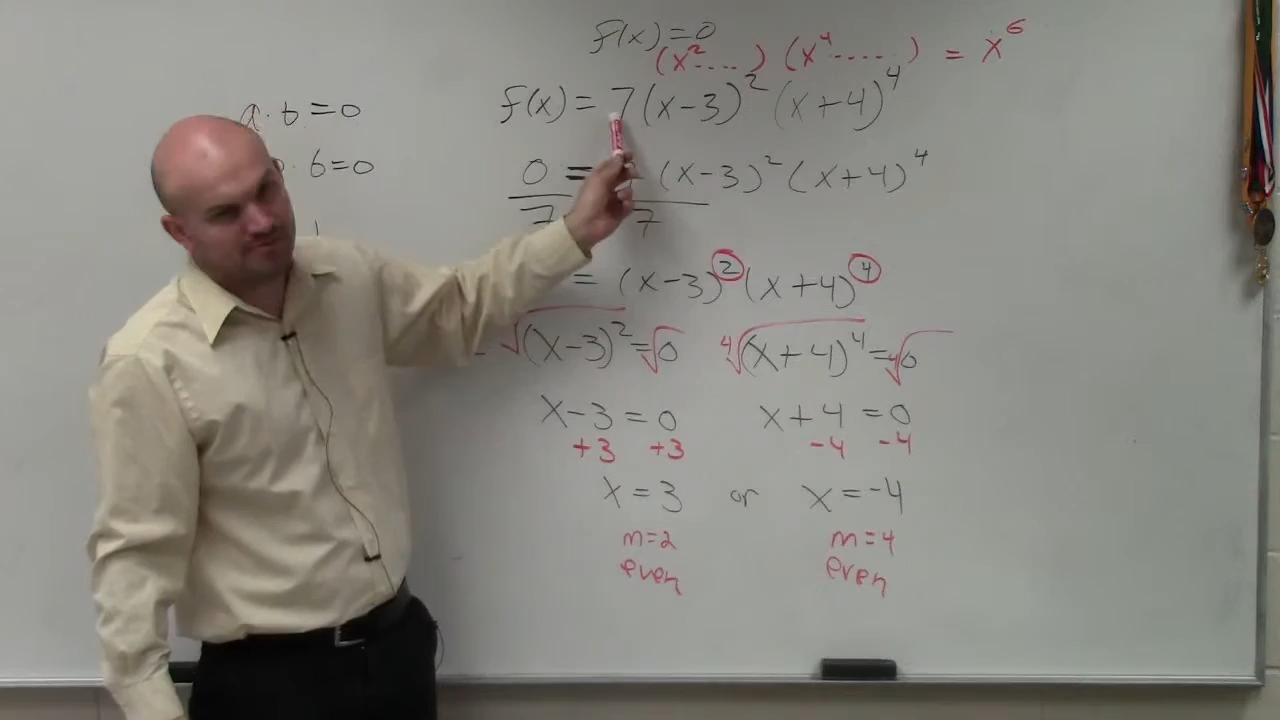 f(x)=0
(x²....) (x⁴.....) = x⁶
a·b=0
f(x)=7(x-3)²(x+4)⁴
6=0
0 = (x-3)²(x+4)⁴
7 7
= (x-3)²(x+4)⁴
√(x-3)²=√0 ⁴√(x+4)⁴=⁴√0
x-3=0 x+4=0
+3 +3 -4 -4
x=3 or x=-4
m=2 m=4
even even